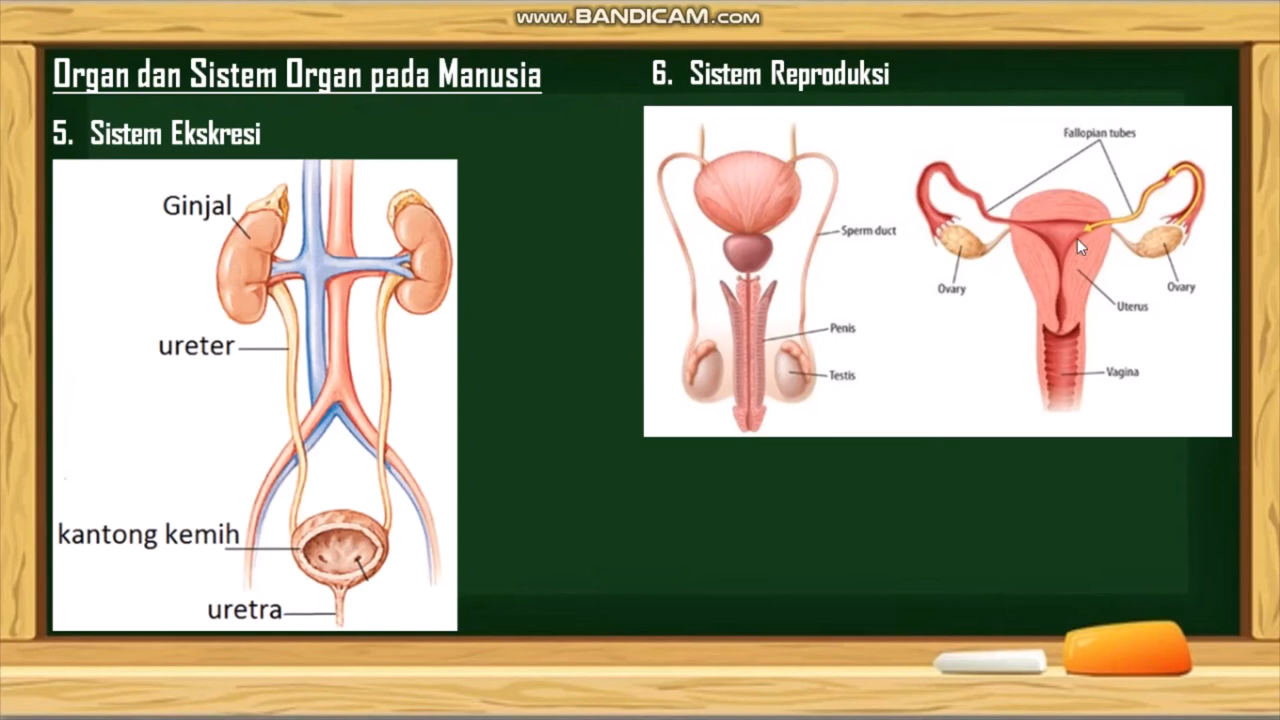 www.BANDICAM.com
Organ dan Sistem Organ pada Manusia
5. Sistem Ekskresi
Ginjal
ureter
kantong kemih
uretra
6. Sistem Reproduksi
Sperm duct
Penis
Testis
Fallopian tubes
Ovary
Ovary
Uterus
Vagina